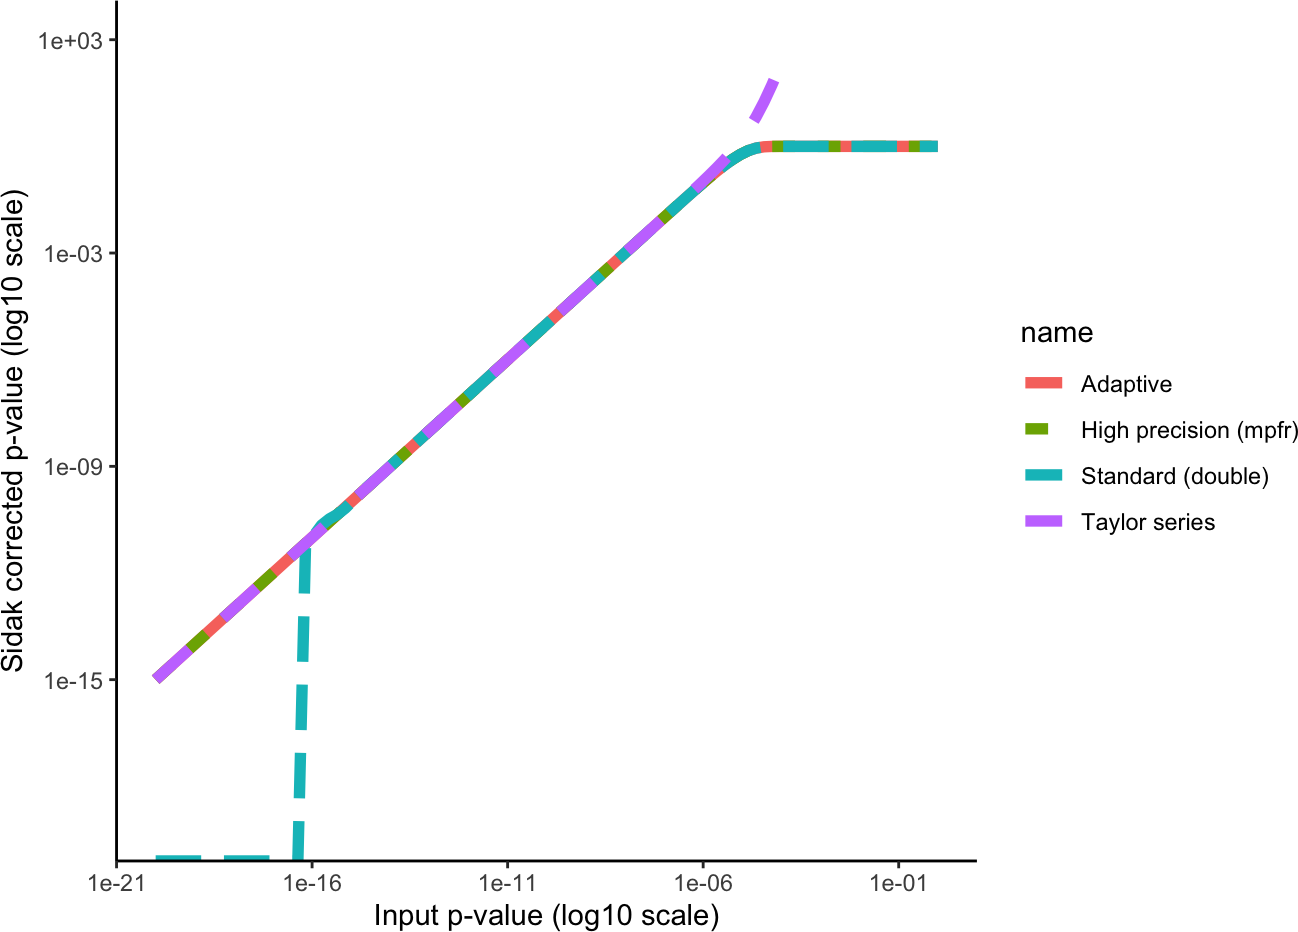 1e+03
1e-03
1e-09
1e-15
Sidak corrected p-value (log10 scale)
1e-21
1e-16
1e-11
1e-06
1e-01
Input p-value (log10 scale)
name
Adaptive
High precision (mpfr)
Standard (double)
Taylor series